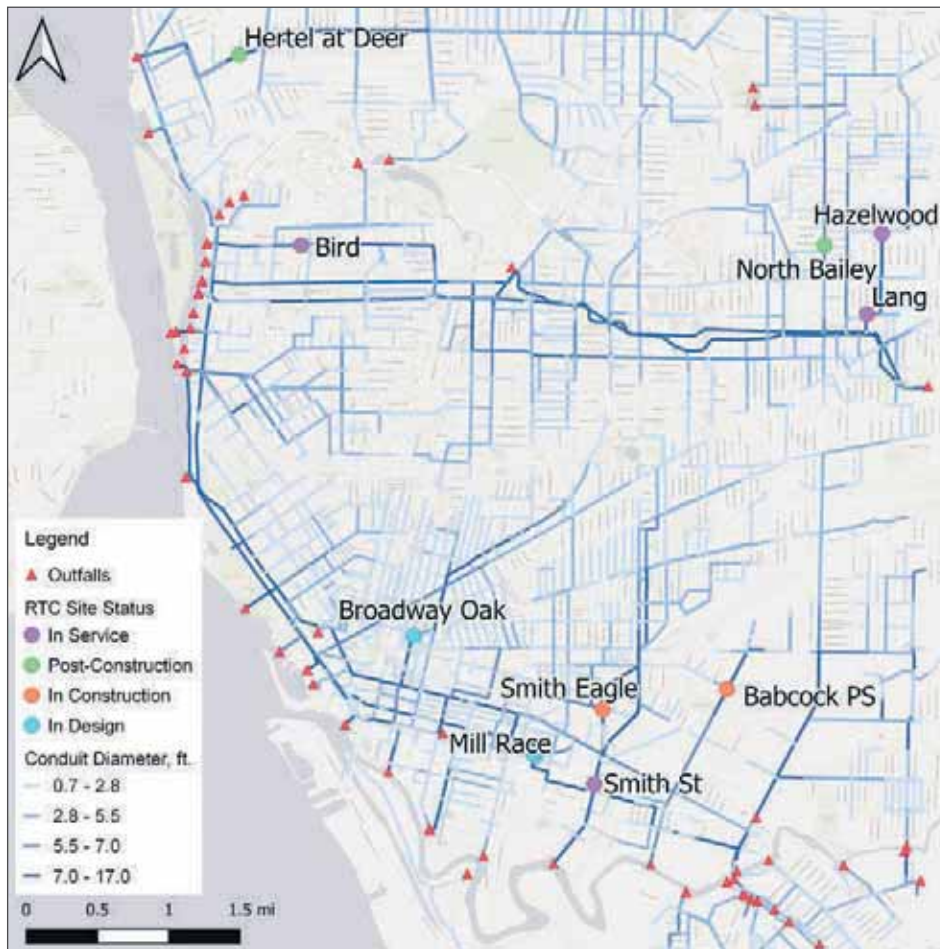 Hertel at Deer
Hazelwood
Bird
North Bailey
Lang
Legend
Outfalls
RTC Site Status
In Service
Post-Construction
In Construction
In Design
Conduit Diameter, ft.
0.7 - 2.8
2.8 - 5.5
5.5 - 7.0
7.0 - 17.0
0 0.5 1 1.5 mi
Broadway Oak
Smith Eagle
Babcock PS
Mill Race
Smith St